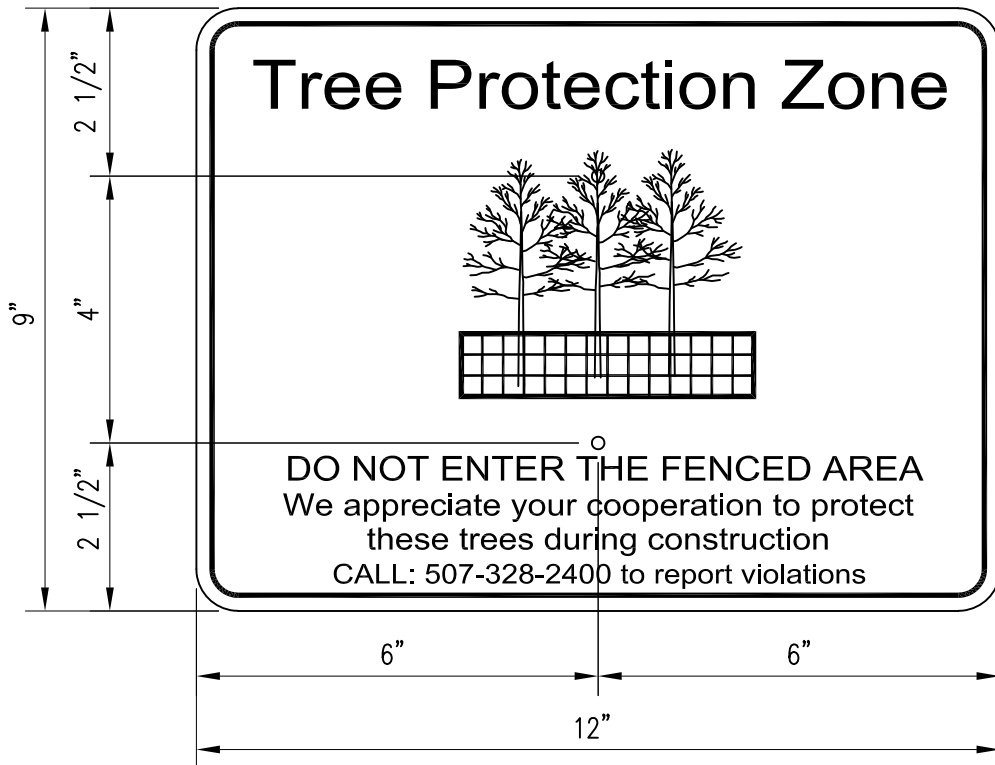 Tree Protection Zone
DO NOT ENTER THE FENCED AREA
We appreciate your cooperation to protect
these trees during construction
CALL: 507-328-2400 to report violations
2 1/2”
4”
2 1/2”
9”
6”
6”
12”